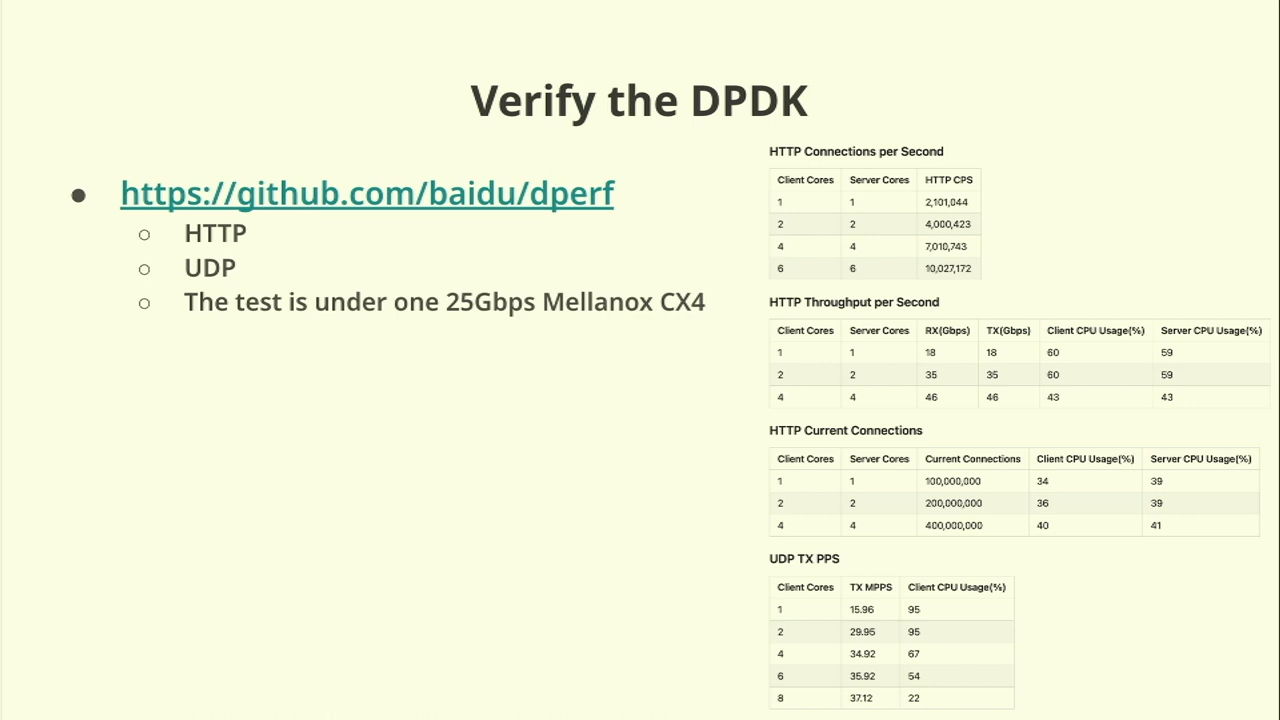 Verify the DPDK
● https://github.com/baidu/dperf
○ HTTP
○ UDP
○ The test is under one 25Gbps Mellanox CX4
HTTP Connections per Second
Client Cores Server Cores HTTP CPS
1 1 2,101,044
2 2 4,000,423
4 4 7,010,743
6 6 10,027,172
HTTP Throughput per Second
Client Cores Server Cores RX(Gbps) TX(Gbps) Client CPU Usage(%) Server CPU Usage(%)
1 1 18 18 60 59
2 2 35 35 60 59
4 4 46 46 43 43
HTTP Current Connections
Client Cores Server Cores Current Connections Client CPU Usage(%) Server CPU Usage(%)
1 1 100,000,000 34 39
2 2 200,000,000 36 39
4 4 400,000,000 40 41
UDP TX PPS
Client Cores TX MPPS Client CPU Usage(%)
1 15.96 95
2 29.95 95
4 34.92 67
6 35.92 54
8 37.12 22